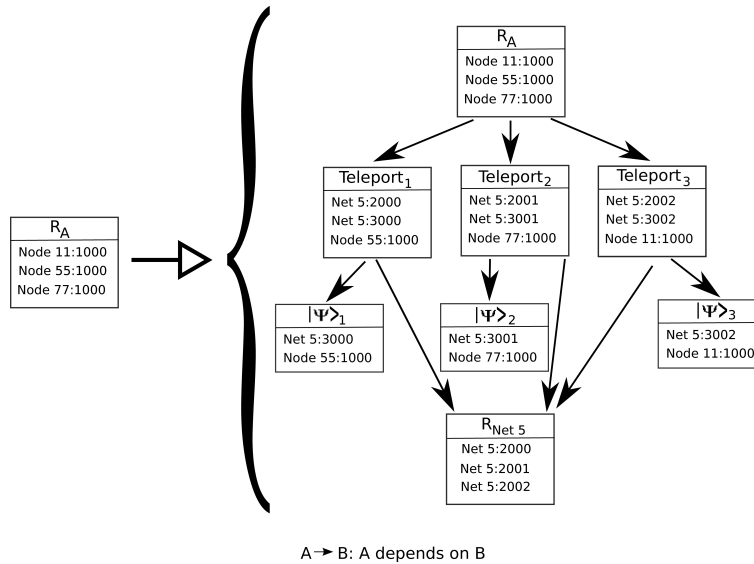 R_A
Node 11:1000
Node 55:1000
Node 77:1000
R_A
Node 11:1000
Node 55:1000
Node 77:1000
Teleport_1
Net 5:2000
Net 5:3000
Node 55:1000
Teleport_2
Net 5:2001
Net 5:3001
Node 77:1000
Teleport_3
Net 5:2002
Net 5:3002
Node 11:1000
|Ψ>_1
Net 5:3000
Node 55:1000
|Ψ>_2
Net 5:3001
Node 77:1000
|Ψ>_3
Net 5:3002
Node 11:1000
R_Net 5
Net 5:2000
Net 5:2001
Net 5:2002
A→B: A depends on B